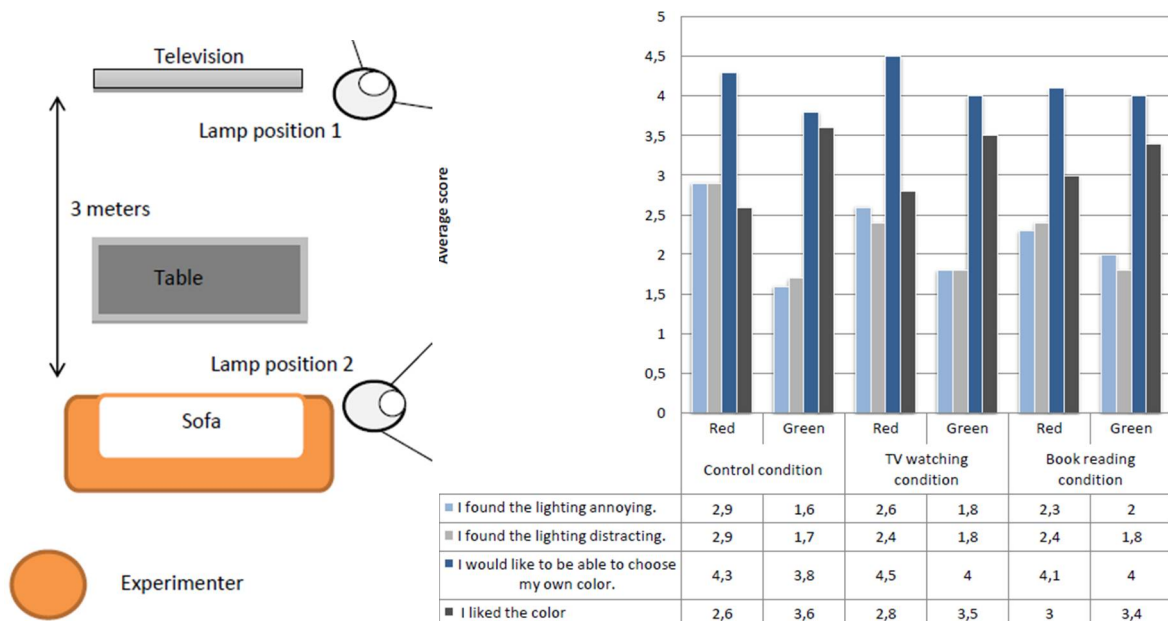 Television
Lamp position 1
3 meters
Table
Lamp position 2
Sofa
Experimenter
Average score
5
4,5
4
3,5
3
2,5
2
1,5
1
0,5
0
Red Green Red Green Red Green
Control condition TV watching condition Book reading condition
I found the lighting annoying. 2,9 1,6 2,6 1,8 2,3 2
I found the lighting distracting. 2,9 1,7 2,4 1,8 2,4 1,8
I would like to be able to choose
my own color. 4,3 3,8 4,5 4 4,1 4
I liked the color 2,6 3,6 2,8 3,5 3 3,4